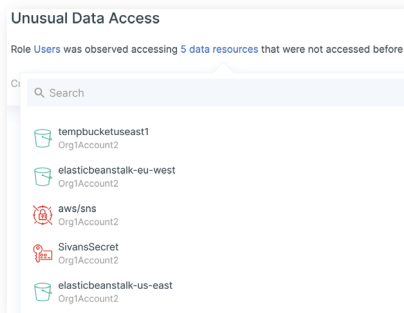 Unusual Data Access
Role Users was observed accessing 5 data resources that were not accessed before
Search
tempbucketuseast1
Org1Account2
elasticbeanstalk-eu-west
Org1Account2
aws/sns
Org1Account2
SivansSecret
Org1Account2
elasticbeanstalk-us-east
Org1Account2